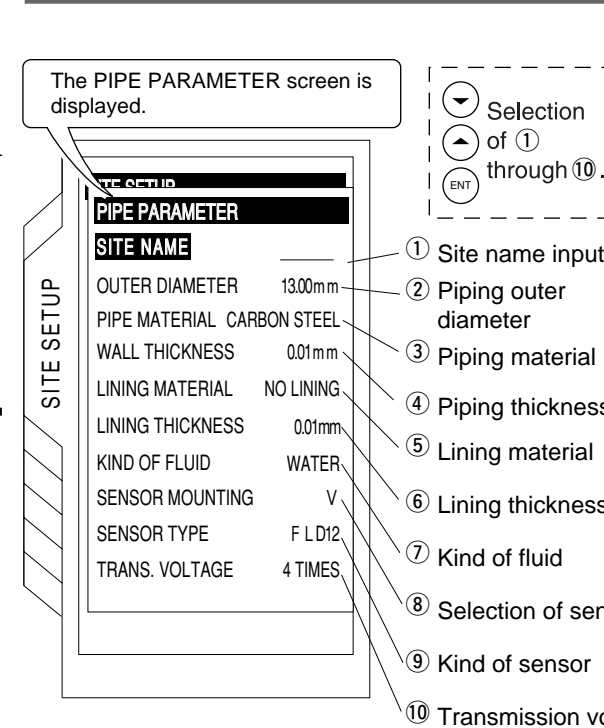 The PIPE PARAMETER screen is
displayed.
Selection
of ①
through ⑩.
ENT
SITE SETUP
SITE SETUP
PIPE PARAMETER
SITE NAME
OUTER DIAMETER 13.00mm
PIPE MATERIAL CARBON STEEL
WALL THICKNESS 0.01mm
LINING MATERIAL NO LINING
LINING THICKNESS 0.01mm
KIND OF FLUID WATER
SENSOR MOUNTING V
SENSOR TYPE FLD12
TRANS. VOLTAGE 4 TIMES
① Site name input
② Piping outer
diameter
③ Piping material
④ Piping thickness
⑤ Lining material
⑥ Lining thickness
⑦ Kind of fluid
⑧ Selection of
⑨ Kind of sensor
⑩ Transmission